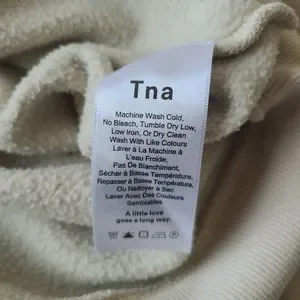 Tna
Machine Wash Cold,
No Bleach, Tumble Dry Low,
Low Iron, Or Dry Clean
Wash With Like Colours
Laver À La Machine à
L'eau Froide,
Pas De Blanchiment,
Sécher à Basse Température,
Repasser à Basse Température,
Ou Nettoyer à Sec
Laver Avec Des Couleurs
Semblables
A little love
goes a long way.